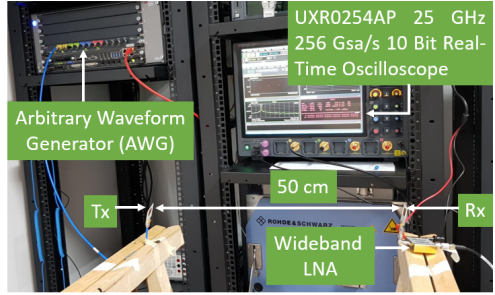 UXR0254AP 25 GHz
256 Gsa/s 10 Bit Real-
Time Oscilloscope
Arbitrary Waveform
Generator (AWG)
50 cm
Tx
Rx
ROHDE&SCHWARZ
Wideband
LNA